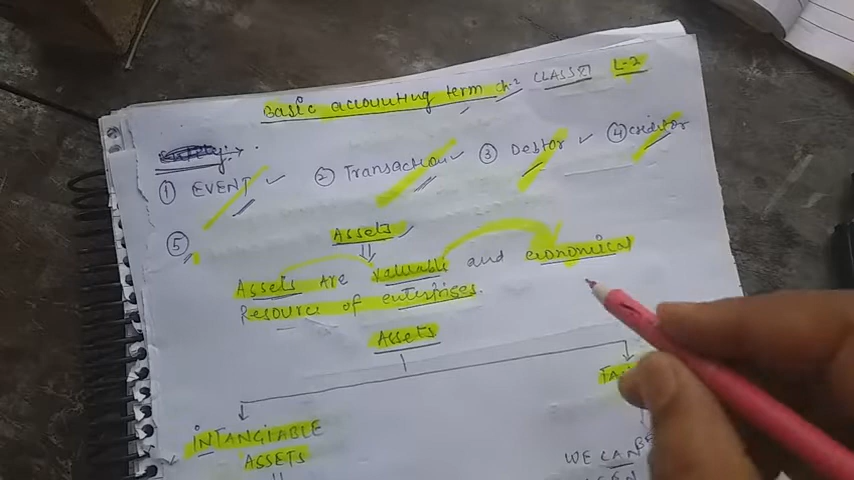 Basic accounting term ch-2 CLASS XI L-2
① EVENT ② Transaction ③ Debtor ④ creditor
⑤
Assets
Assets are valuable and economical
Resource of enterprises.
Assets
INTANGIABLE
ASSETS
WE CAN BE